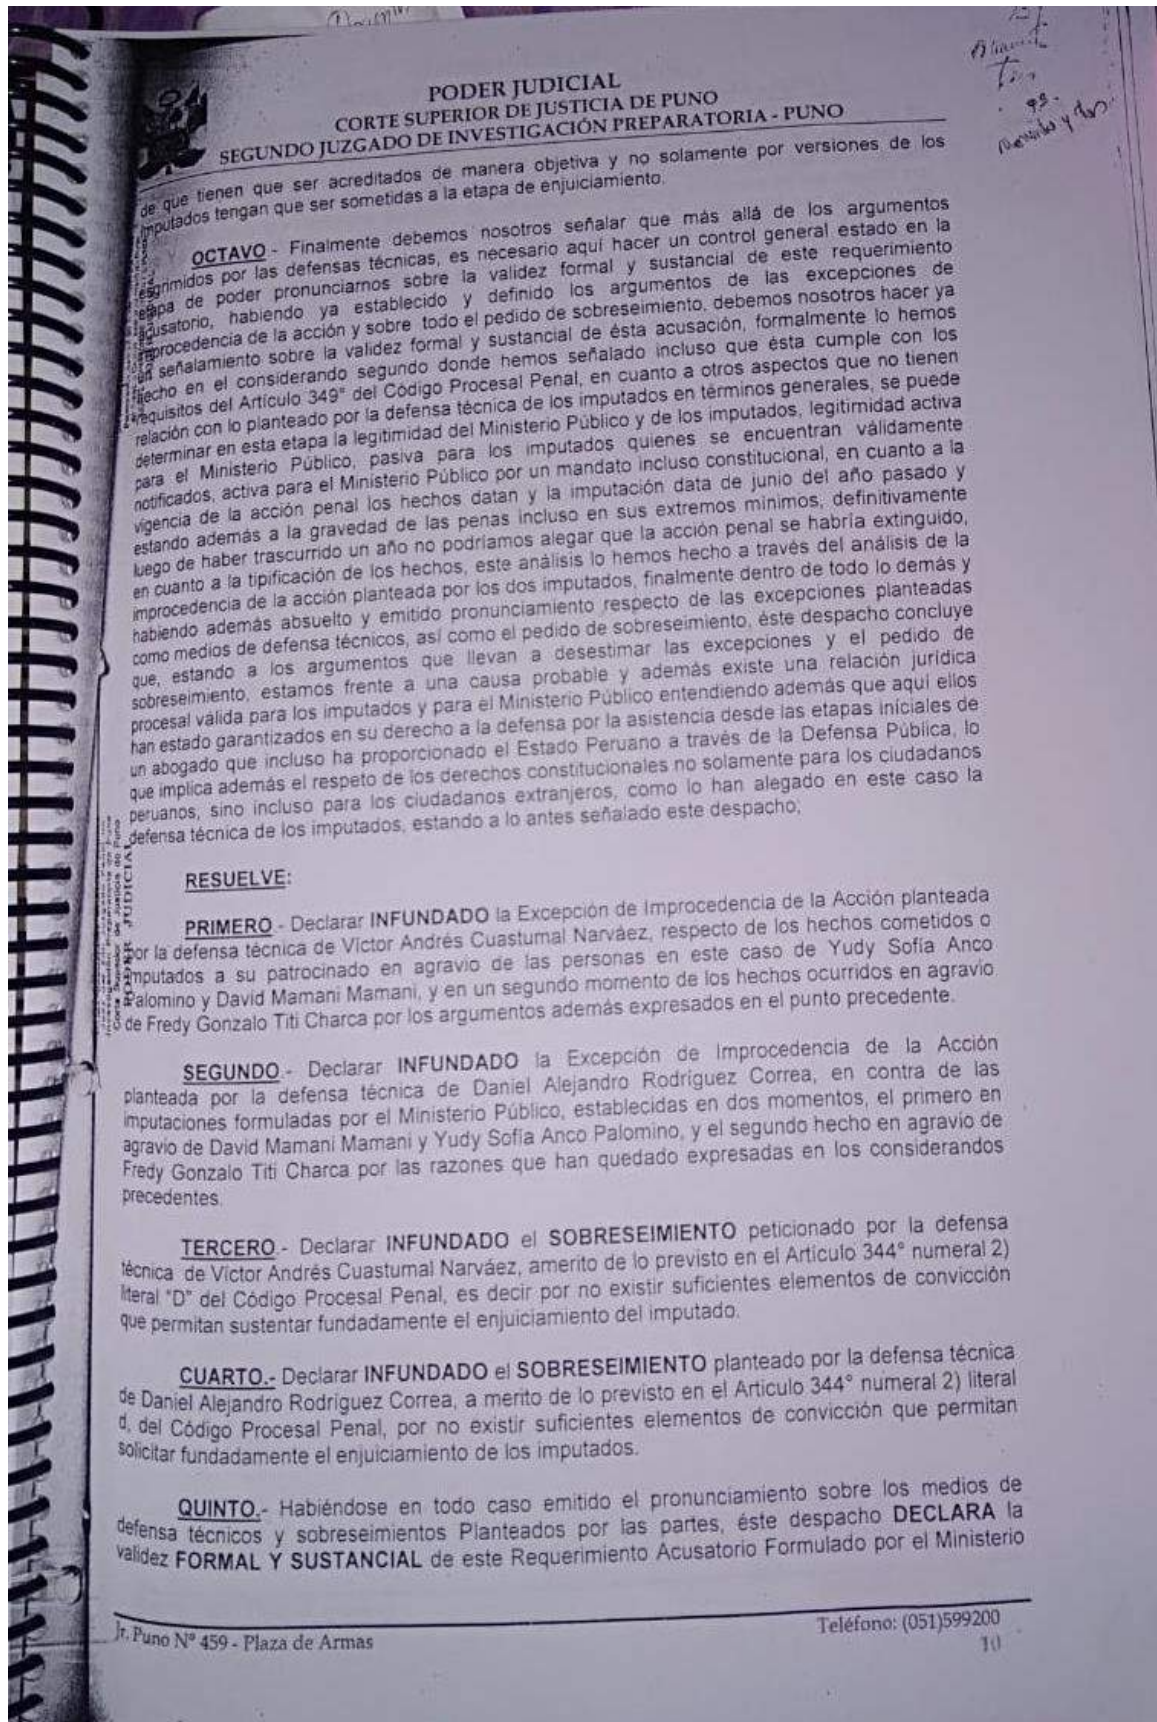 PODER JUDICIAL
CORTE SUPERIOR DE JUSTICIA DE PUNO
SEGUNDO JUZGADO DE INVESTIGACIÓN PREPARATORIA - PUNO
de que tienen que ser acreditados de manera objetiva y no solamente por versiones de los
imputados tengan que ser sometidas a la etapa de enjuiciamiento.
OCTAVO - Finalmente debemos nosotros señalar que más allá de los argumentos
esgrimidos por las defensas técnicas, es necesario aquí hacer un control general estado en la
etapa de poder pronunciarnos sobre la validez formal y sustancial de este requerimiento
acusatorio, habiendo ya establecido y definido los argumentos de las excepciones de
improcedencia de la acción y sobre todo el pedido de sobreseimiento, debemos nosotros hacer ya
un señalamiento sobre la validez formal y sustancial de ésta acusación, formalmente lo hemos
hecho en el considerando segundo donde hemos señalado incluso que ésta cumple con los
requisitos del Artículo 349° del Código Procesal Penal, en cuanto a otros aspectos que no tienen
relación con lo planteado por la defensa técnica de los imputados en términos generales, se puede
determinar en esta etapa la legitimidad del Ministerio Público y de los imputados, legitimidad activa
para el Ministerio Público, pasiva para los imputados quienes se encuentran válidamente
notificados, activa para el Ministerio Público por un mandato incluso constitucional, en cuanto a la
vigencia de la acción penal los hechos datan y la imputación data de junio del año pasado y
estando además a la gravedad de las penas incluso en sus extremos mínimos, definitivamente
luego de haber trascurrido un año no podríamos alegar que la acción penal se habría extinguido,
en cuanto a la tipificación de los hechos, este análisis lo hemos hecho a través del análisis de la
improcedencia de la acción planteada por los dos imputados, finalmente dentro de todo lo demás y
habiendo además absuelto y emitido pronunciamiento respecto de las excepciones planteadas
como medios de defensa técnicos, así como el pedido de sobreseimiento, éste despacho concluye
que, estando a los argumentos que llevan a desestimar las excepciones y el pedido de
sobreseimiento, estamos frente a una causa probable y además existe una relación jurídica
procesal válida para los imputados y para el Ministerio Público entendiendo además que aquí ellos
han estado garantizados en su derecho a la defensa por la asistencia desde las etapas iniciales de
un abogado que incluso ha proporcionado el Estado Peruano a través de la Defensa Pública, lo
que implica además el respeto de los derechos constitucionales no solamente para los ciudadanos
peruanos, sino incluso para los ciudadanos extranjeros, como lo han alegado en este caso la
defensa técnica de los imputados, estando a lo antes señalado este despacho;
RESUELVE:
PRIMERO - Declarar INFUNDADO la Excepción de Improcedencia de la Acción planteada
por la defensa técnica de Víctor Andrés Cuastumal Narváez, respecto de los hechos cometidos o
imputados a su patrocinado en agravio de las personas en este caso de Yudy Sofía Anco
Palomino y David Mamani Mamani, y en un segundo momento de los hechos ocurridos en agravio
de Fredy Gonzalo Titi Charca por los argumentos además expresados en el punto precedente.
SEGUNDO - Declarar INFUNDADO la Excepción de Improcedencia de la Acción
planteada por la defensa técnica de Daniel Alejandro Rodríguez Correa, en contra de las
imputaciones formuladas por el Ministerio Público, establecidas en dos momentos, el primero en
agravio de David Mamani Mamani y Yudy Sofía Anco Palomino, y el segundo hecho en agravio de
Fredy Gonzalo Titi Charca por las razones que han quedado expresadas en los considerandos
precedentes.
TERCERO - Declarar INFUNDADO el SOBRESEIMIENTO peticionado por la defensa
técnica de Víctor Andrés Cuastumal Narváez, amerito de lo previsto en el Artículo 344° numeral 2)
literal "D" del Código Procesal Penal, es decir por no existir suficientes elementos de convicción
que permitan sustentar fundadamente el enjuiciamiento del imputado.
CUARTO.- Declarar INFUNDADO el SOBRESEIMIENTO planteado por la defensa técnica
de Daniel Alejandro Rodríguez Correa, a merito de lo previsto en el Articulo 344° numeral 2) literal
d, del Código Procesal Penal, por no existir suficientes elementos de convicción que permitan
solicitar fundadamente el enjuiciamiento de los imputados.
QUINTO.- Habiéndose en todo caso emitido el pronunciamiento sobre los medios de
defensa técnicos y sobreseimientos Planteados por las partes, éste despacho DECLARA la
validez FORMAL Y SUSTANCIAL de este Requerimiento Acusatorio Formulado por el Ministerio
Jr. Puno Nº 459 - Plaza de Armas
Teléfono: (051)599200
10
PODER JUDICIAL